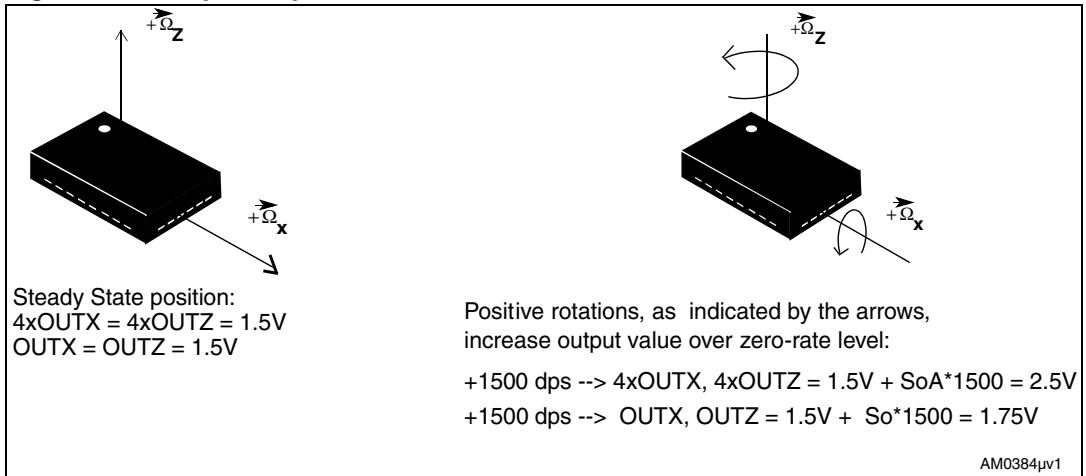 +Ω Z
+Ω x
Steady State position:
4xOUTX = 4xOUTZ = 1.5V
OUTX = OUTZ = 1.5V
+Ω Z
+Ω x
Positive rotations, as indicated by the arrows,
increase output value over zero-rate level:
+1500 dps --> 4xOUTX, 4xOUTZ = 1.5V + SoA*1500 = 2.5V
+1500 dps --> OUTX, OUTZ = 1.5V + So*1500 = 1.75V
AM0384µv1